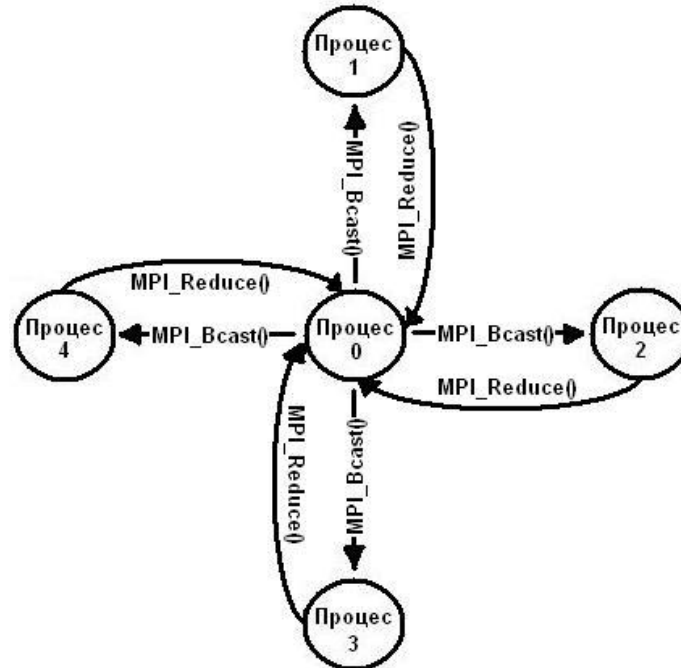 Процес
1
MPI_Bcast()
MPI_Reduce()
MPI_Reduce()
Процес
4
MPI_Bcast()
Процес
0
MPI_Bcast()
Процес
2
MPI_Reduce()
MPI_Reduce()
MPI_Bcast()
Процес
3